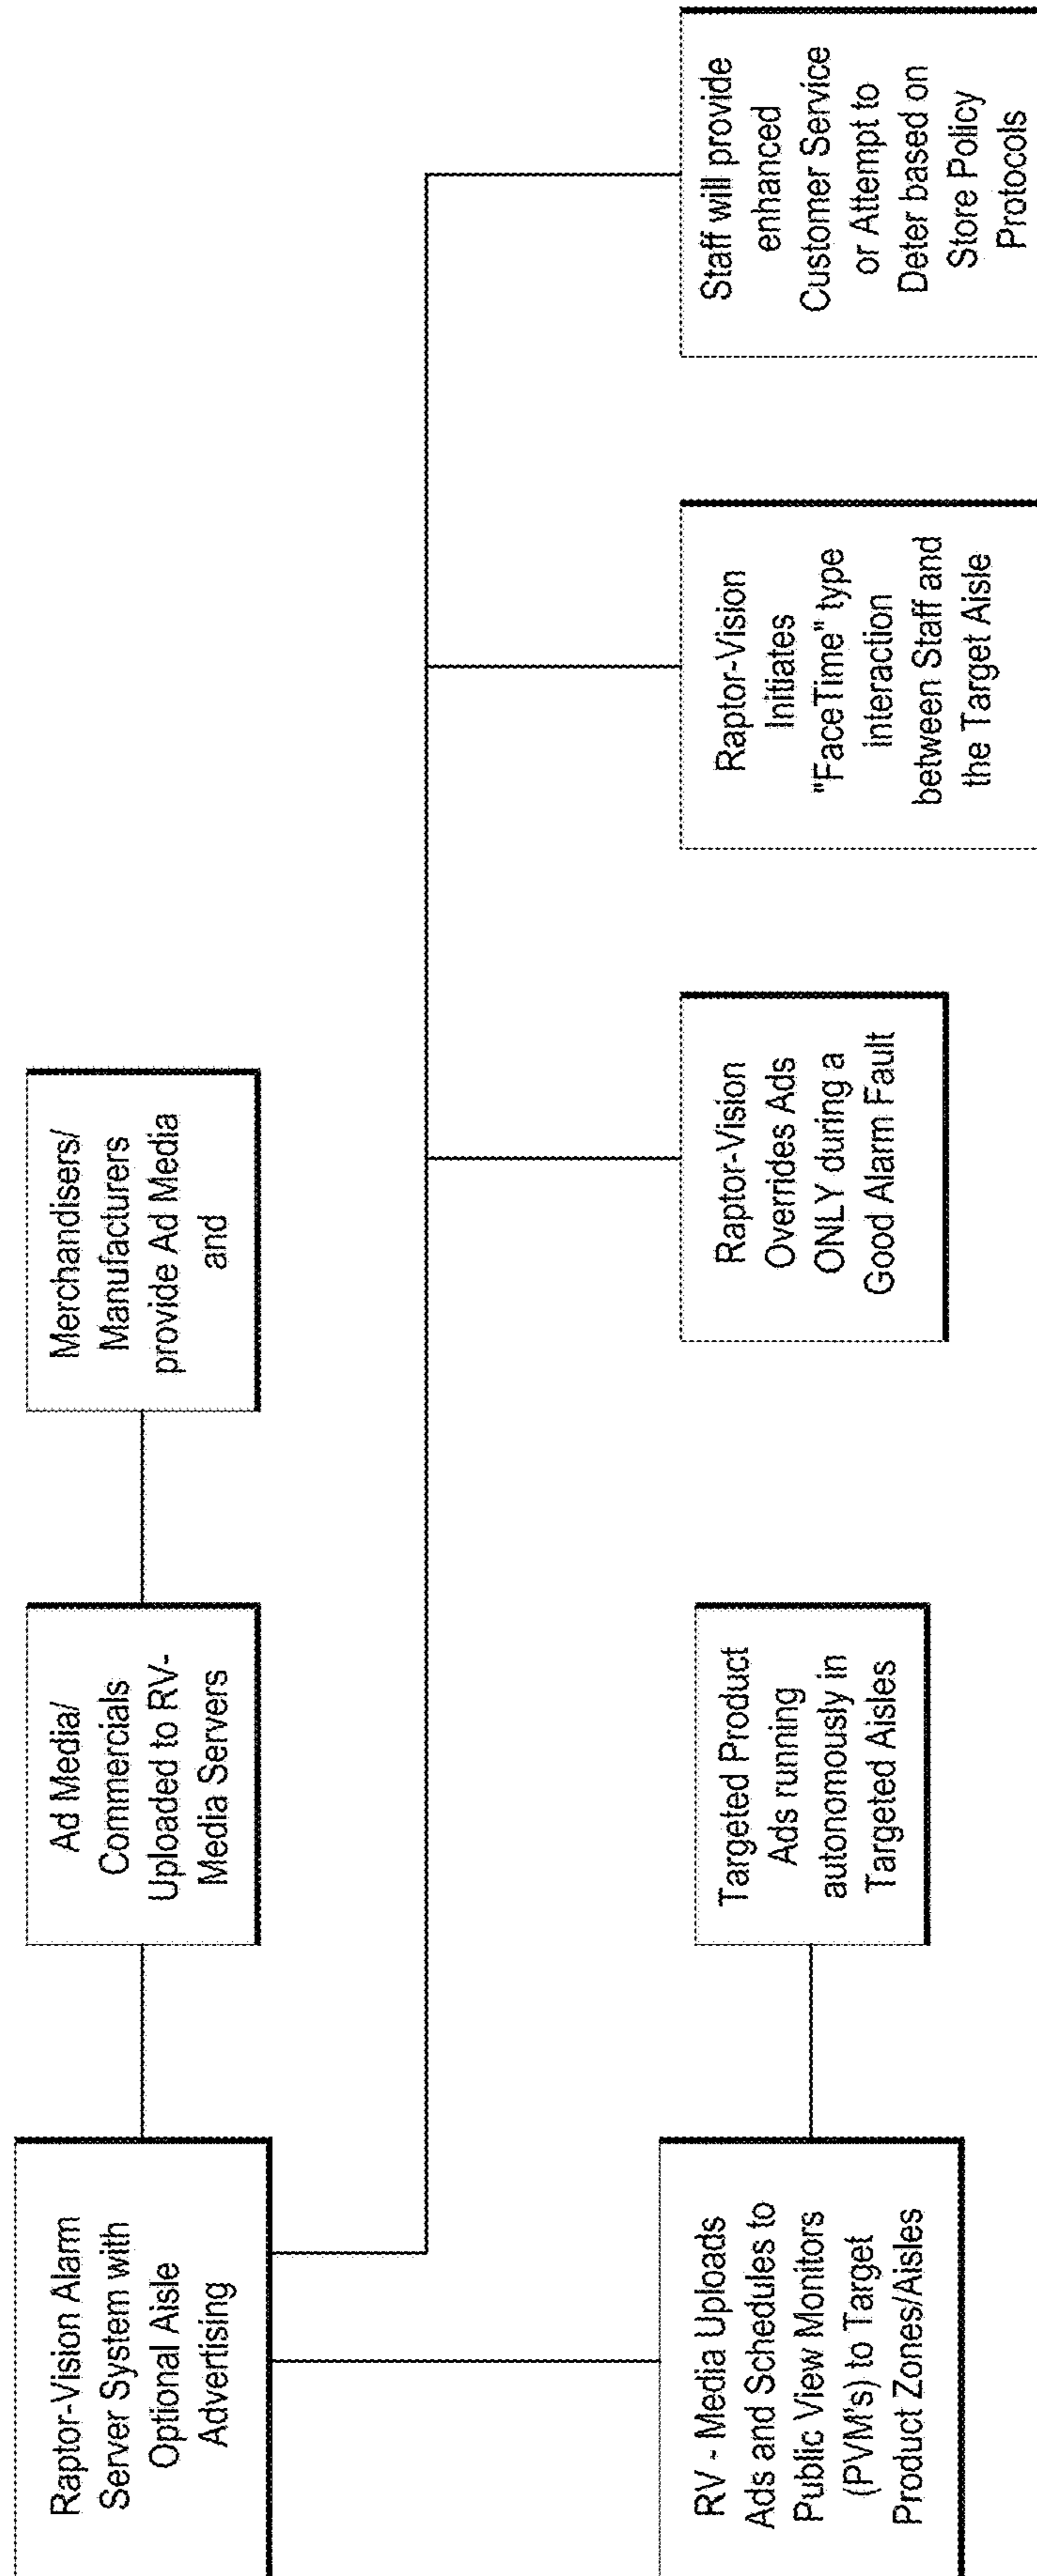 Raptor-Vision Alarm
Server System with
Optional Aisle
Advertising
Ad Media/
Commercials
Uploaded to RV-
Media Servers
Merchandisers/
Manufacturers
provide Ad Media
and
RV - Media Uploads
Ads and Schedules to
Public View Monitors
(PVM's) to Target
Product Zones/Aisles
Targeted Product
Ads running
autonomously in
Targeted Aisles
Raptor-Vision
Overrides Ads
ONLY during a
Good Alarm Fault
Raptor-Vision
Initiates
"FaceTime" type
interaction
between Staff and
the Target Aisle
Staff will provide
enhanced
Customer Service
or Attempt to
Deter based on
Store Policy
Protocols